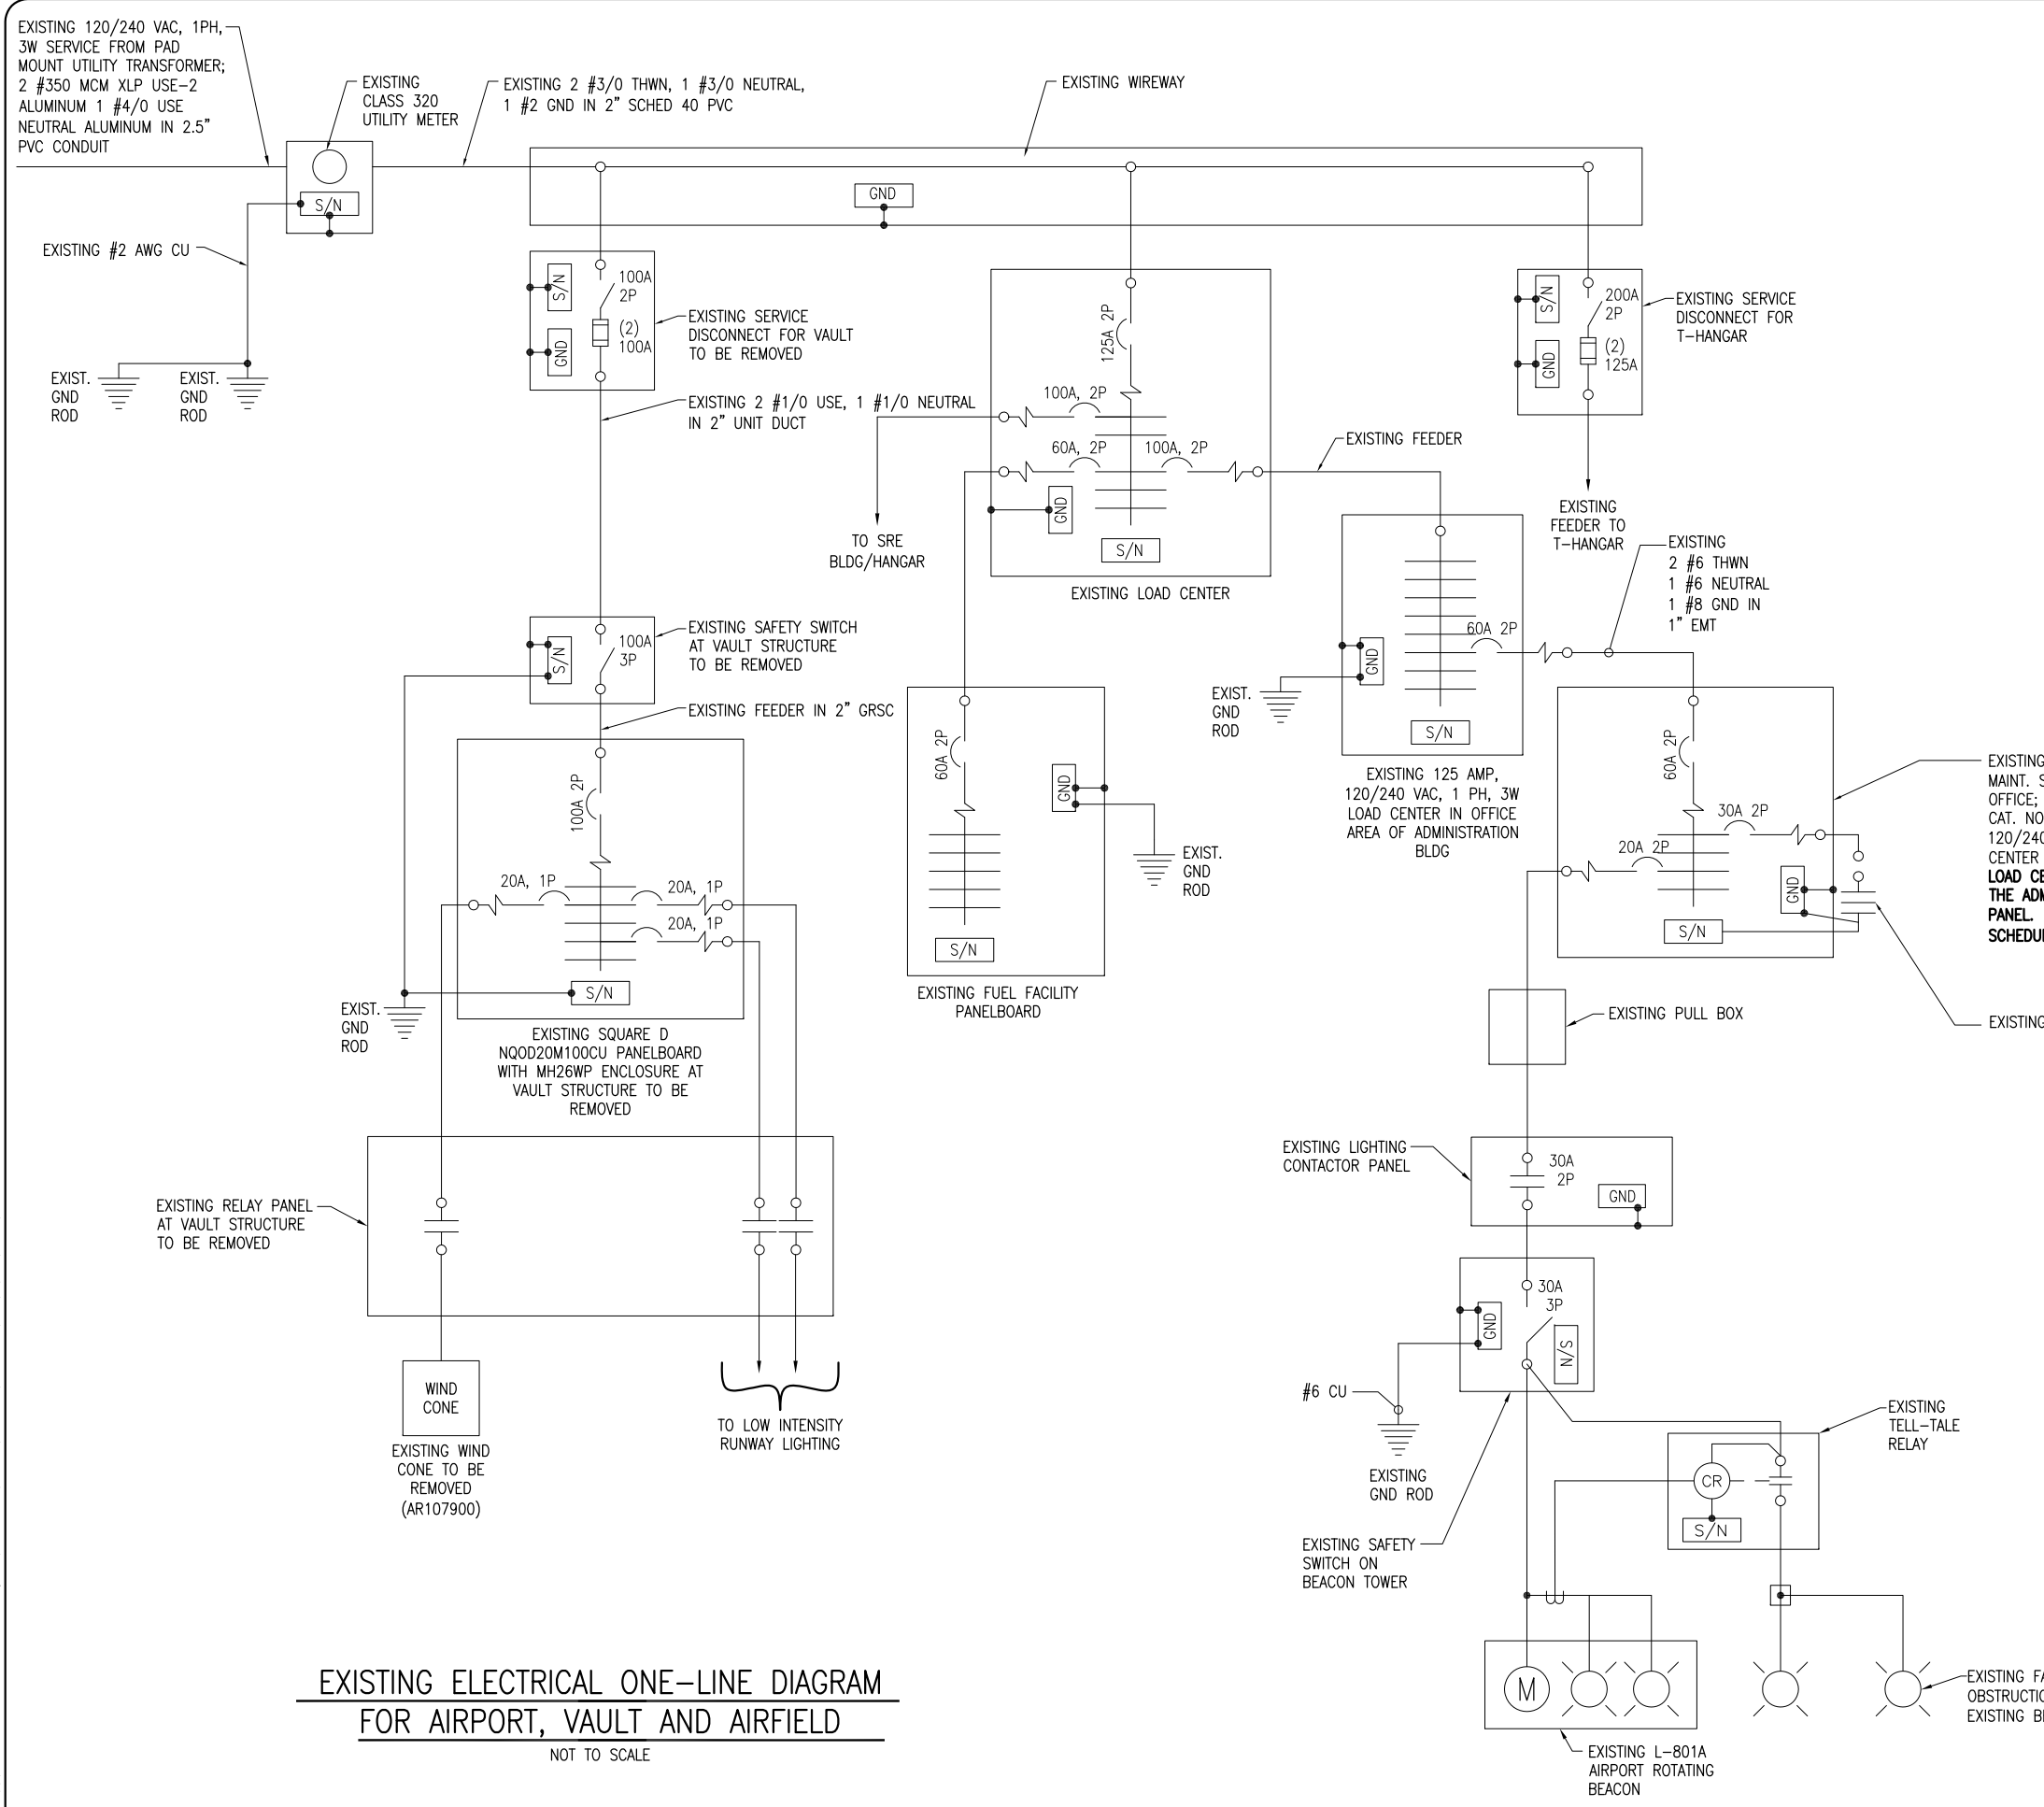 EXISTING 120/240 VAC, 1PH,
3W SERVICE FROM PAD
MOUNT UTILITY TRANSFORMER;
2 #350 MCM XLP USE-2
ALUMINUM 1 #4/0 USE
NEUTRAL ALUMINUM IN 2.5"
PVC CONDUIT
EXISTING
CLASS 320
UTILITY METER
EXISTING 2 #3/0 THWN, 1 #3/0 NEUTRAL,
1 #2 GND IN 2" SCHED 40 PVC
EXISTING WIREWAY
S/N
GND
EXISTING #2 AWG CU
EXIST.
GND
ROD
EXIST.
GND
ROD
S/N
GND
100A
2P
(2)
100A
EXISTING SERVICE
DISCONNECT FOR VAULT
TO BE REMOVED
EXISTING 2 #1/0 USE, 1 #1/0 NEUTRAL
IN 2" UNIT DUCT
125A 2P
100A, 2P
60A, 2P
100A, 2P
GND
S/N
EXISTING LOAD CENTER
TO SRE
BLDG/HANGAR
S/N
GND
200A
2P
(2)
125A
EXISTING SERVICE
DISCONNECT FOR
T-HANGAR
EXISTING FEEDER
EXISTING
FEEDER TO
T-HANGAR
EXISTING
2 #6 THWN
1 #6 NEUTRAL
1 #8 GND IN
1" EMT
S/N
100A
3P
EXISTING SAFETY SWITCH
AT VAULT STRUCTURE
TO BE REMOVED
EXISTING FEEDER IN 2" GRSC
100A 2P
20A, 1P
20A, 1P
20A, 1P
S/N
EXIST.
GND
ROD
EXISTING SQUARE D
NQOD20M100CU PANELBOARD
WITH MH26WP ENCLOSURE AT
VAULT STRUCTURE TO BE
REMOVED
60A 2P
GND
S/N
EXIST.
GND
ROD
EXISTING FUEL FACILITY
PANELBOARD
60A 2P
GND
S/N
EXIST.
GND
ROD
EXISTING 125 AMP,
120/240 VAC, 1 PH, 3W
LOAD CENTER IN OFFICE
AREA OF ADMINISTRATION
BLDG
60A 2P
30A 2P
20A 2P
GND
S/N
EXISTING
MAINT. S
OFFICE;
CAT. NO
120/240
CENTER
LOAD CE
THE ADM
PANEL.
SCHEDUL
EXISTING
EXISTING PULL BOX
EXISTING LIGHTING
CONTACTOR PANEL
30A
2P
GND
EXISTING RELAY PANEL
AT VAULT STRUCTURE
TO BE REMOVED
WIND
CONE
EXISTING WIND
CONE TO BE
REMOVED
(AR107900)
TO LOW INTENSITY
RUNWAY LIGHTING
30A
3P
GND
N/S
#6 CU
EXISTING
GND ROD
EXISTING SAFETY
SWITCH ON
BEACON TOWER
EXISTING
TELL-TALE
RELAY
CR
S/N
M
EXISTING FA
OBSTRUCTIO
EXISTING B
EXISTING L-801A
AIRPORT ROTATING
BEACON
EXISTING ELECTRICAL ONE-LINE DIAGRAM
FOR AIRPORT, VAULT AND AIRFIELD
NOT TO SCALE